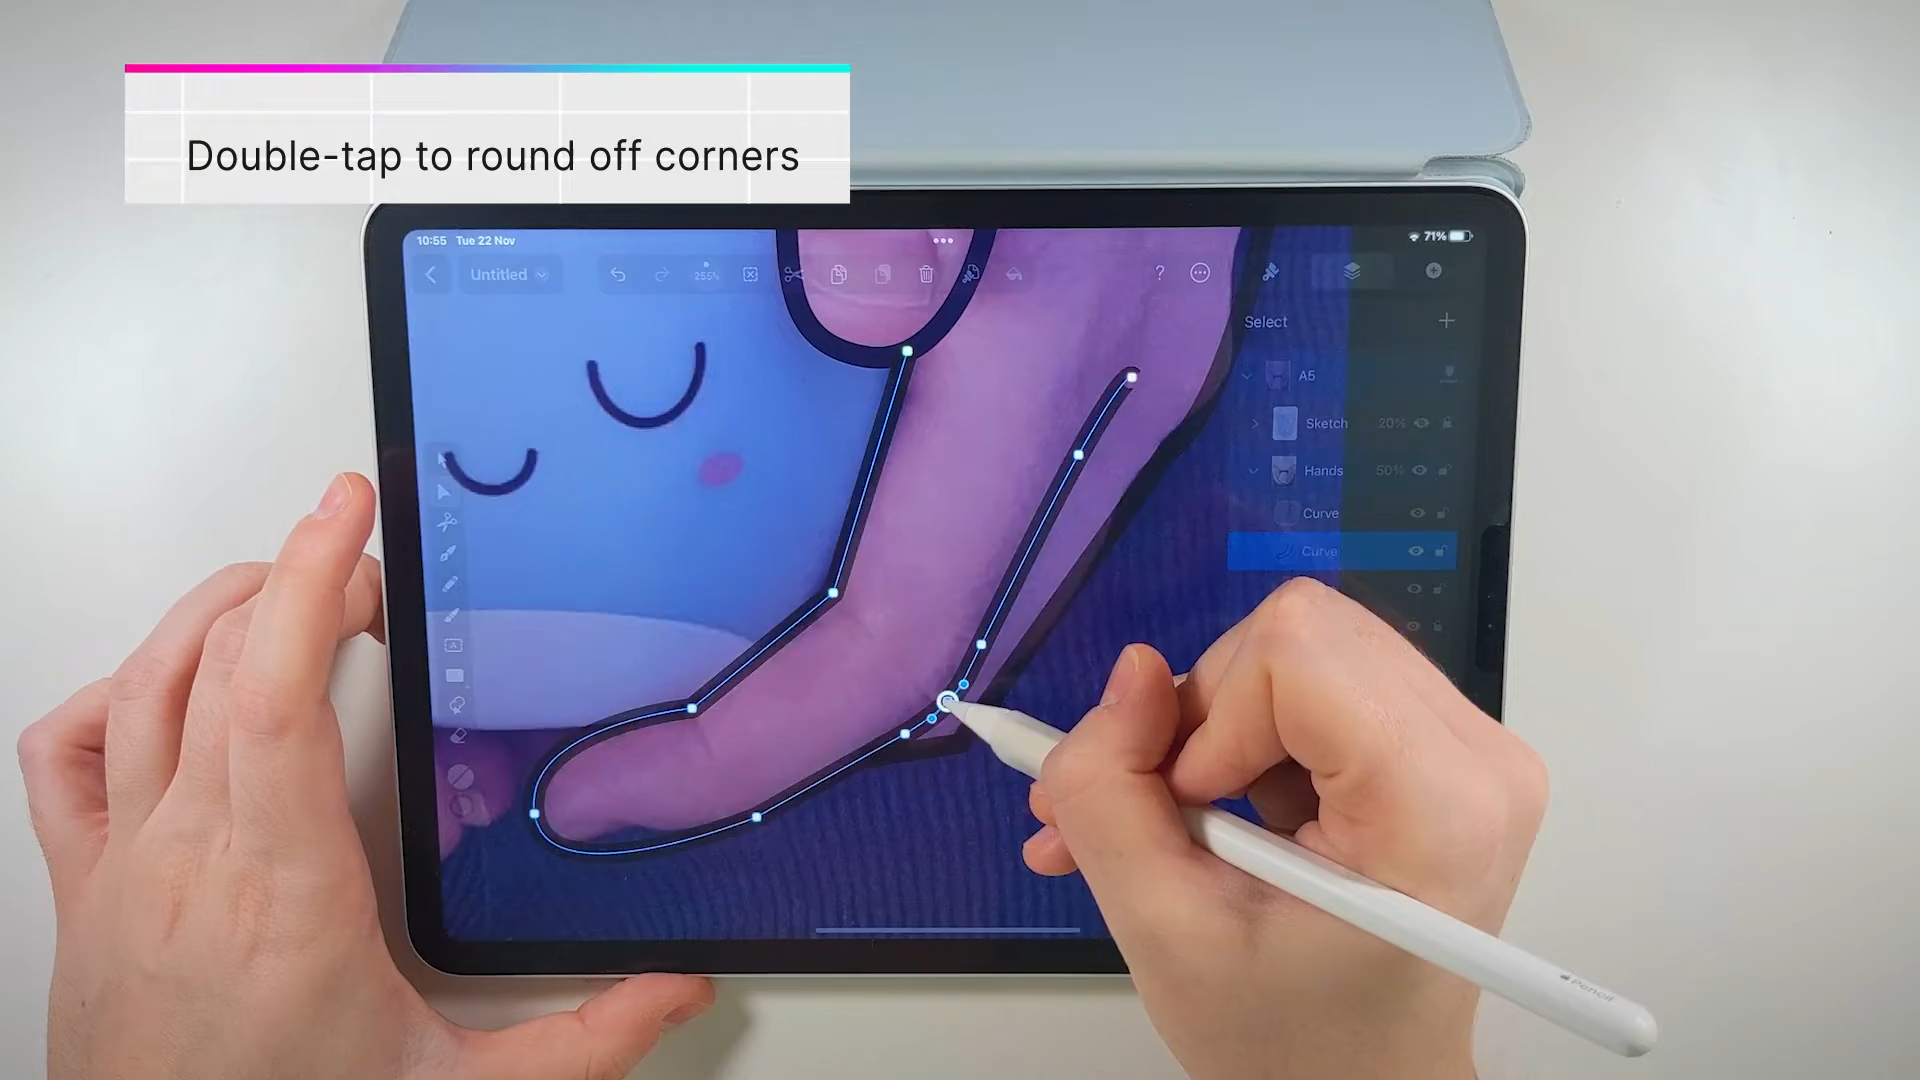 Double-tap to round off corners
10:55 Tue 22 Nov
71%
Untitled
255%
?
Select
A5
Sketch 20%
Hands 50%
Curve
Curve
A
Pencil